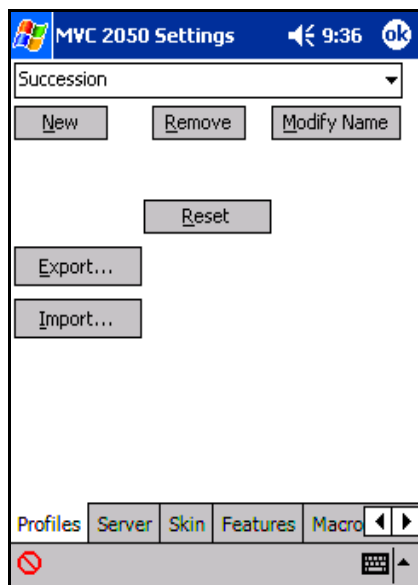 MVC 2050 Settings 9:36 ok
Succession
New Remove Modify Name
Reset
Export...
Import...
Profiles Server Skin Features Macro